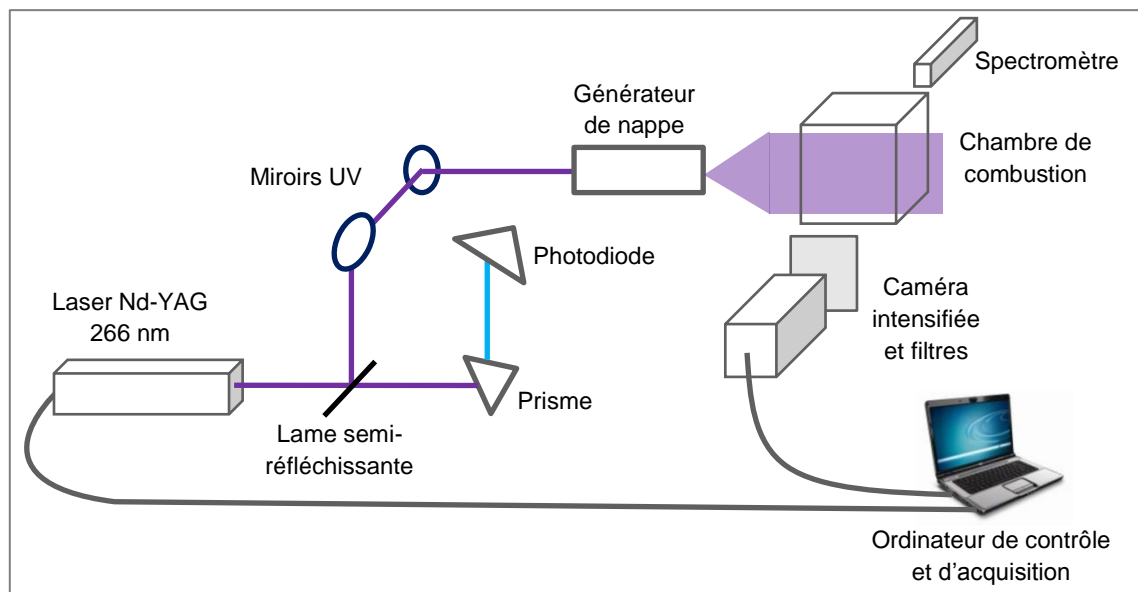 Spectromètre
Générateur
de nappe
Chambre de
combustion
Miroirs UV
Photodiode
Laser Nd-YAG
266 nm
Caméra
intensifiée
et filtres
Prisme
Lame semi-
réfléchissante
Ordinateur de contrôle
et d'acquisition